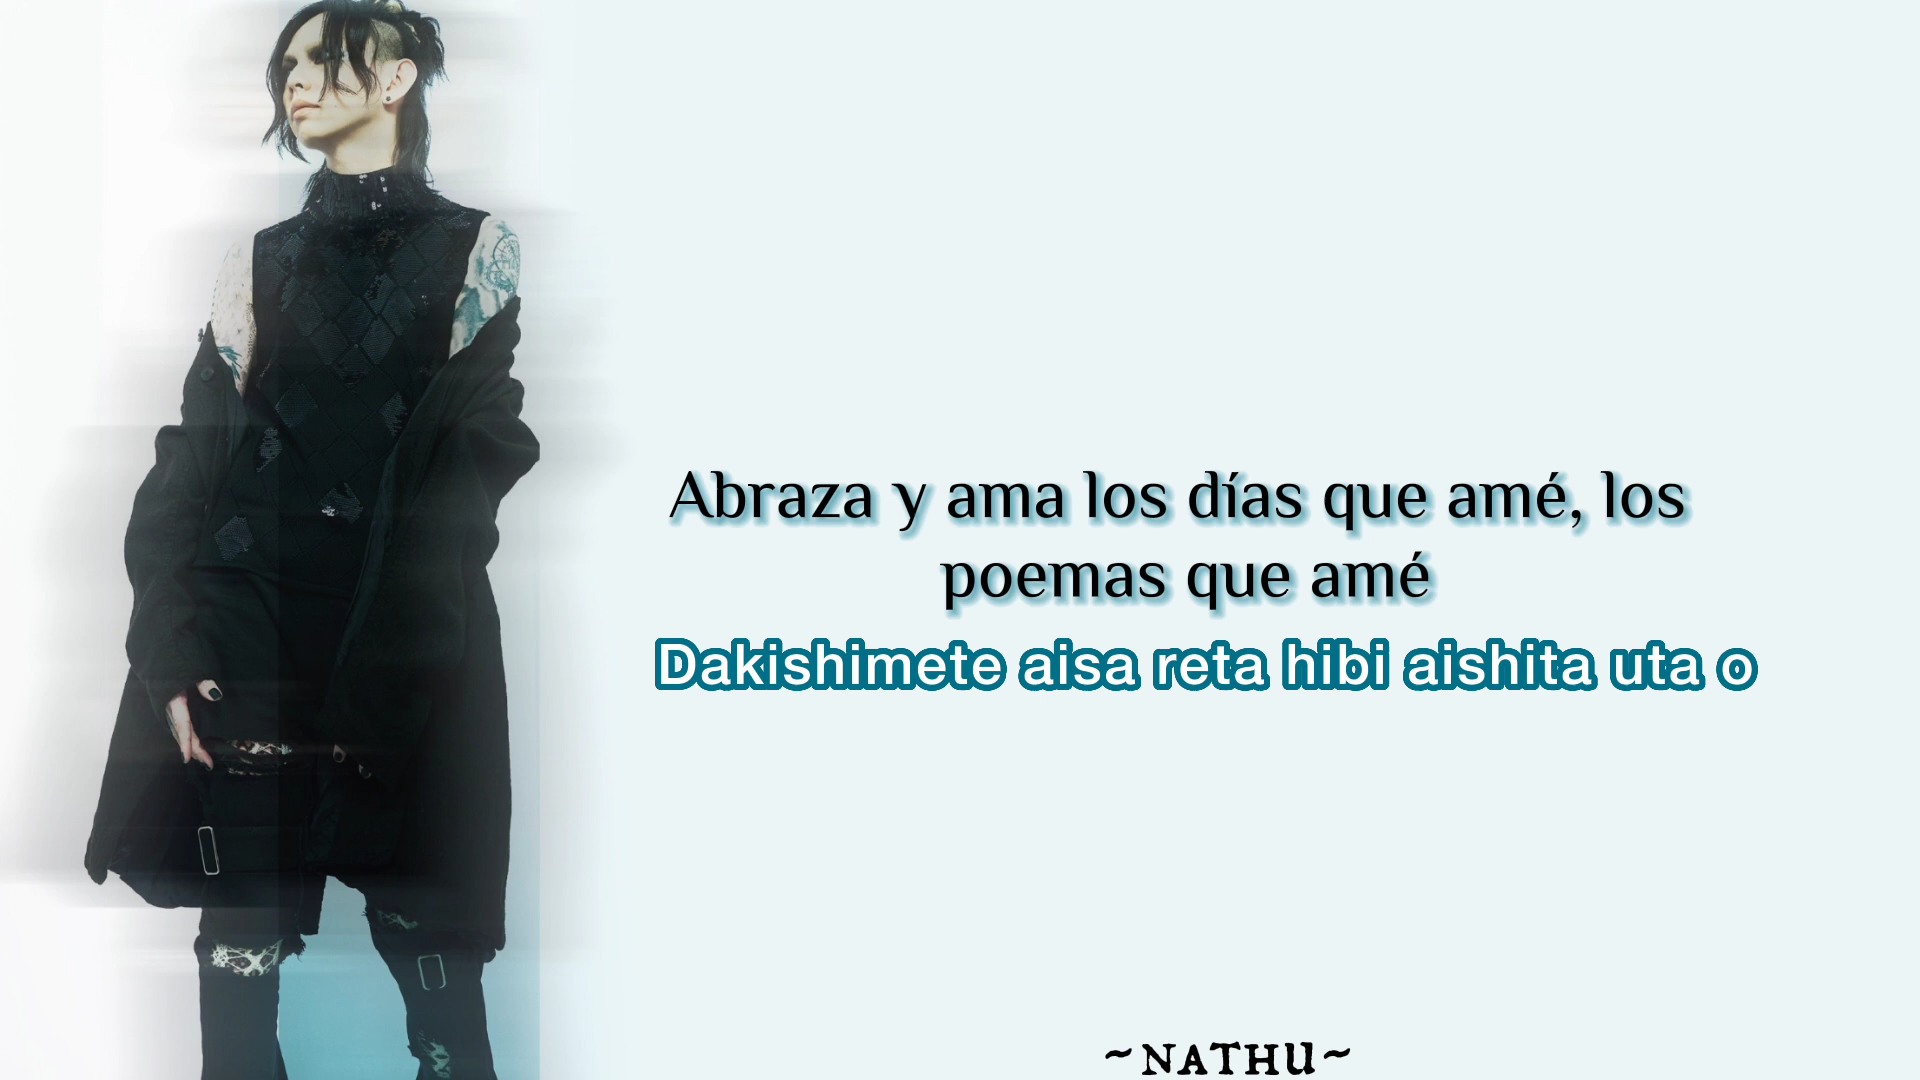 Abraza y ama los días que amé, los
poemas que amé
Dakishimete aisa reta hibi aishita uta o
~NATHU~